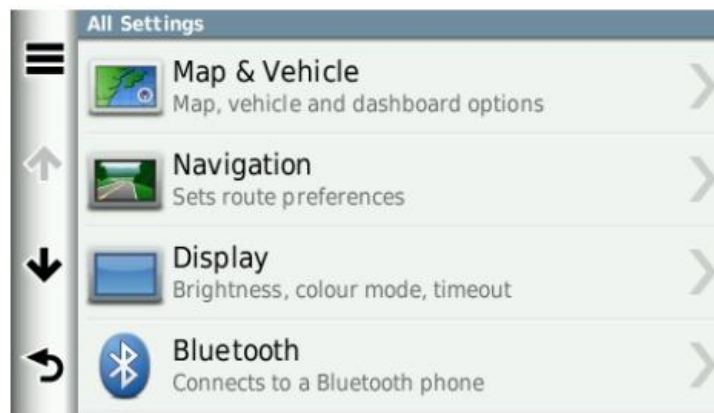 All Settings
Map & Vehicle
Map, vehicle and dashboard options
Navigation
Sets route preferences
Display
Brightness, colour mode, timeout
Bluetooth
Connects to a Bluetooth phone